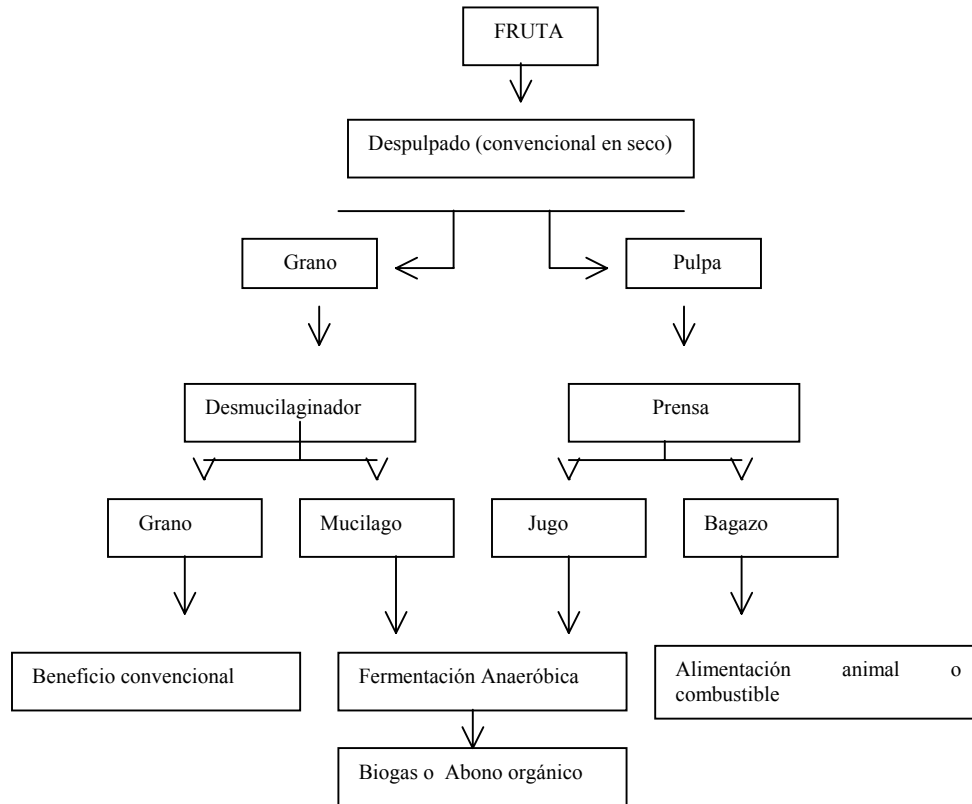 FRUTA
Despulpado (convencional en seco)
Grano
Pulpa
Desmucilaginador
Prensa
Grano
Mucilago
Jugo
Bagazo
Beneficio convencional
Fermentación Anaeróbica
Alimentación animal o
combustible
Biogas o Abono orgánico